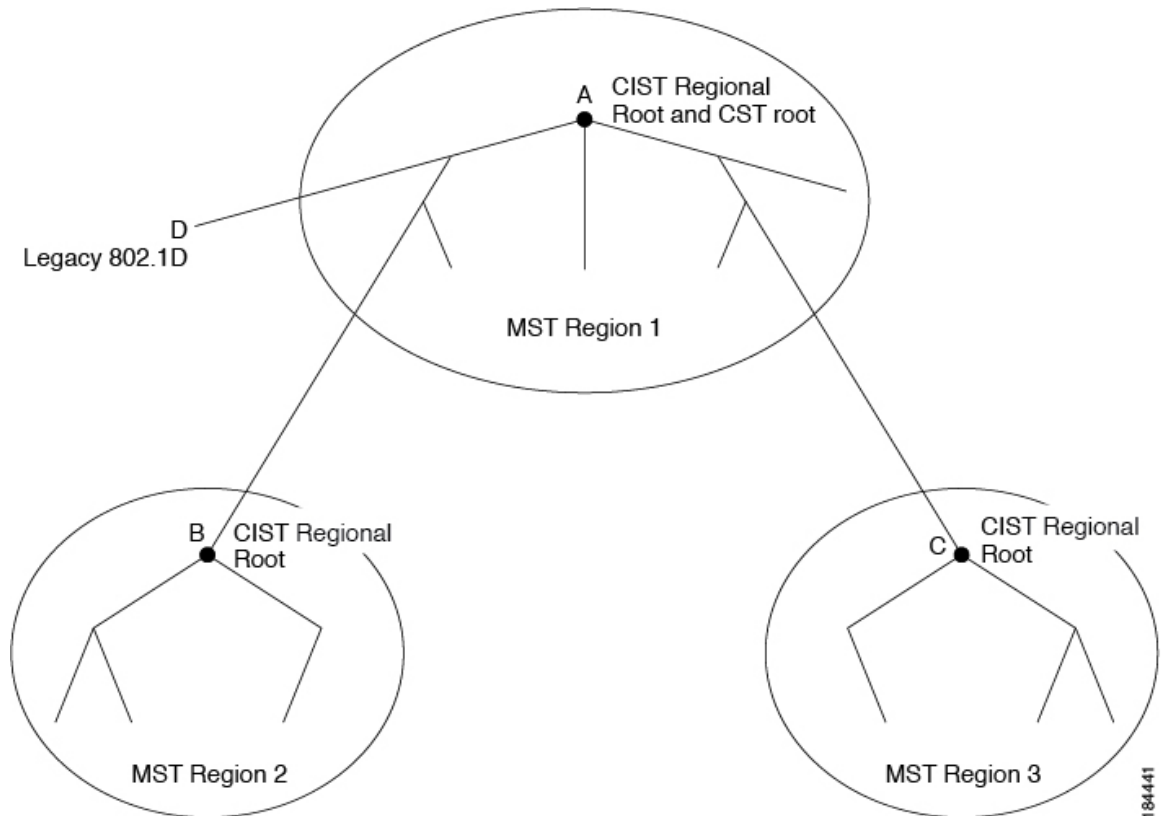 A
CIST Regional
Root and CST root
D
Legacy 802.1D
MST Region 1
B
CIST Regional
Root
C
CIST Regional
Root
MST Region 2
MST Region 3
184441